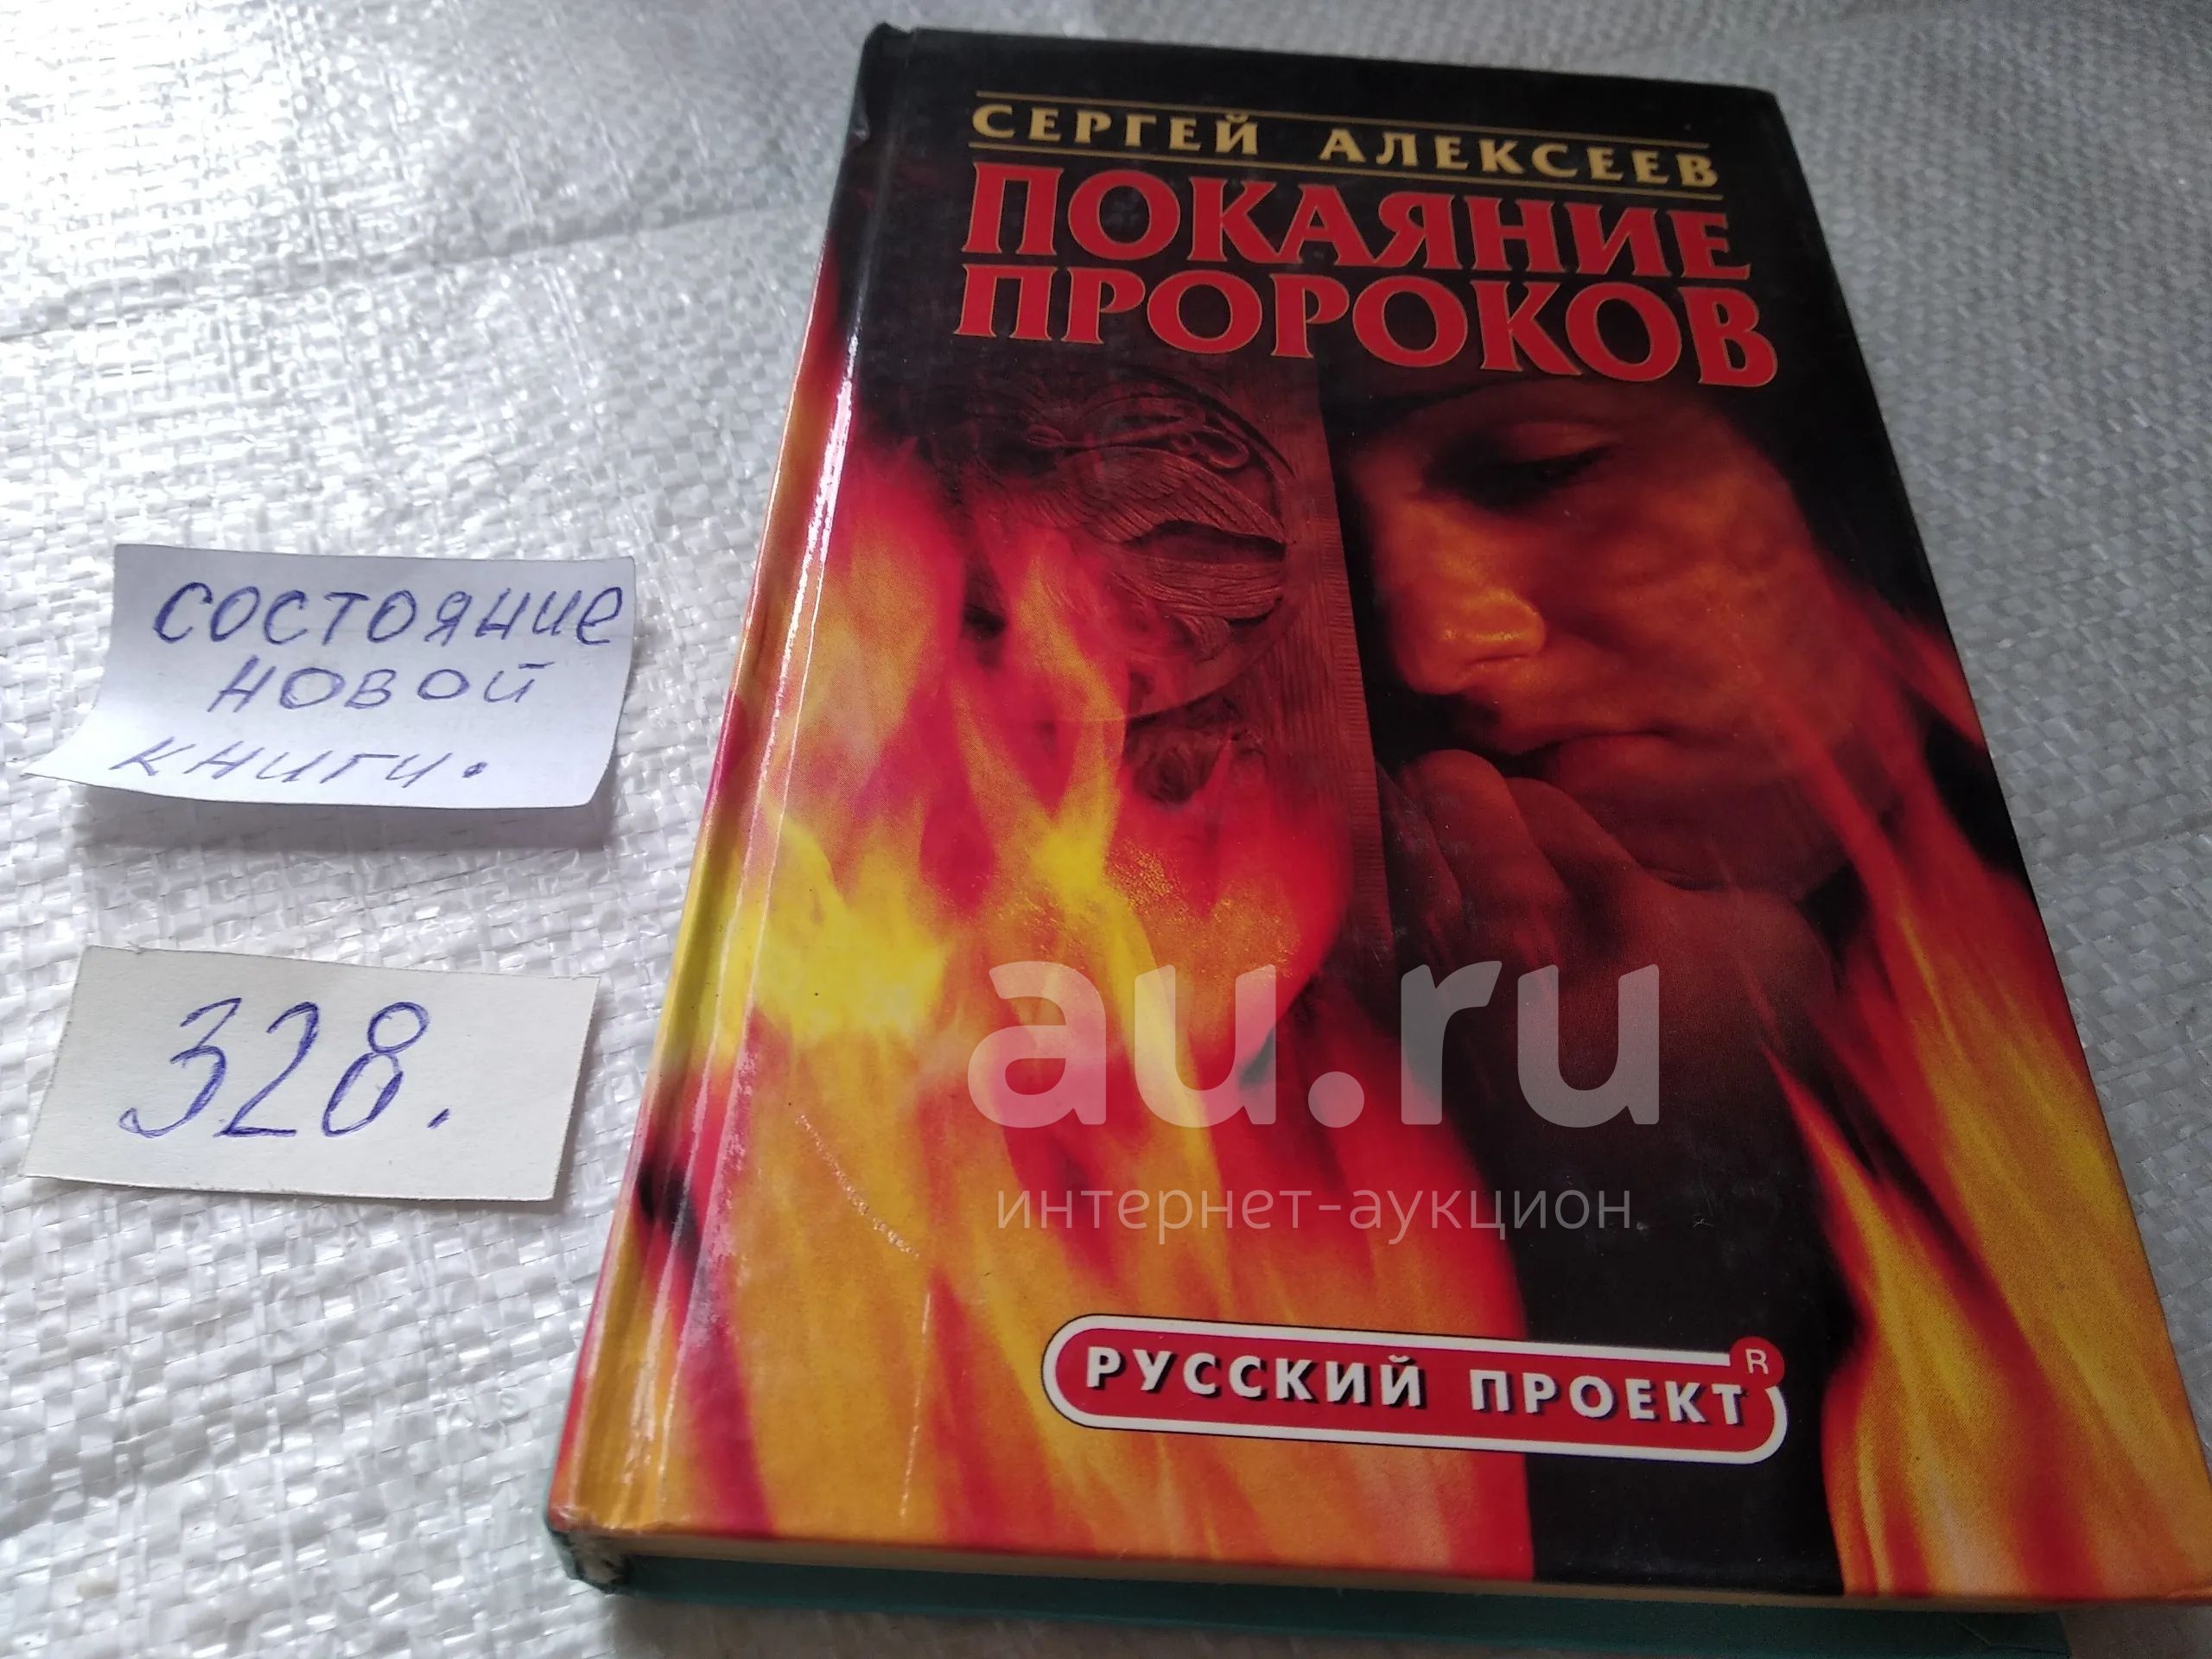 СЕРГЕЙ АЛЕКСЕЕВ
ПОКАЯНИЕ
ПРОРОКОВ
состояние
новой
книги.
328.
au.ru
интернет-аукцион
РУССКИЙ ПРОЕКТ R